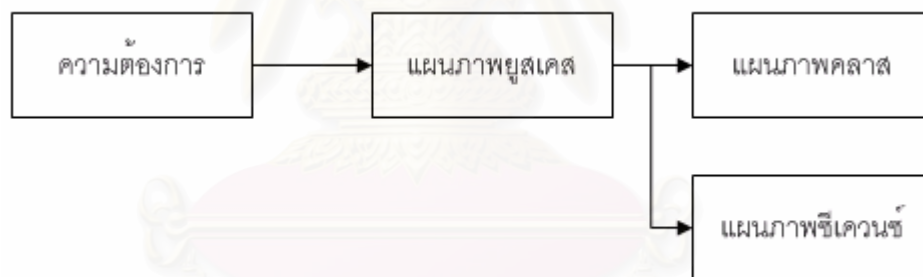 ความต้องการ
แผนภาพยูสเคส
แผนภาพคลาส
แผนภาพซีเควนซ์